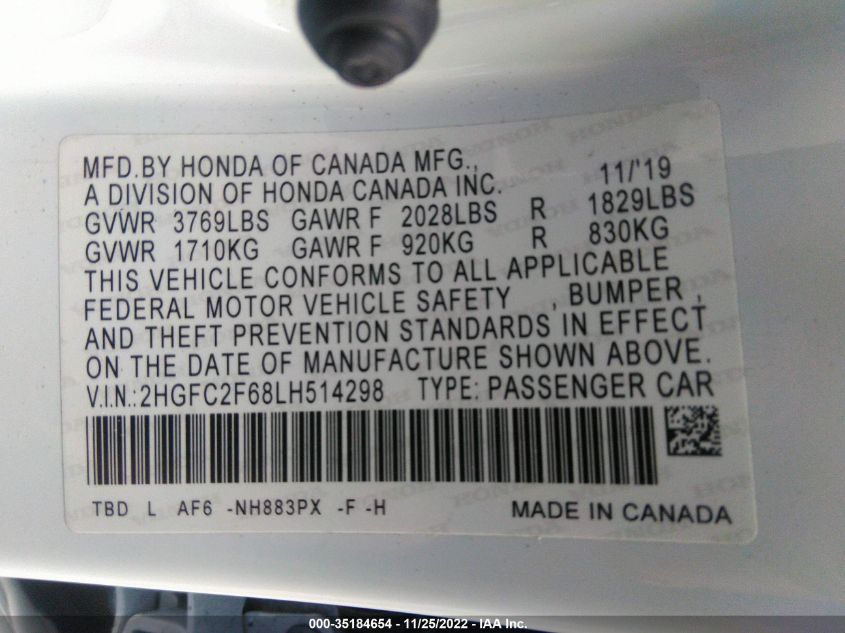 MFD.BY HONDA OF CANADA MFG., 11/'19
A DIVISION OF HONDA CANADA INC.
GVWR 3769LBS GAWR F 2028LBS R 1829LBS
GVWR 1710KG GAWR F 920KG R 830KG
THIS VEHICLE CONFORMS TO ALL APPLICABLE
FEDERAL MOTOR VEHICLE SAFETY , BUMPER ,
AND THEFT PREVENTION STANDARDS IN EFFECT
ON THE DATE OF MANUFACTURE SHOWN ABOVE.
V.I.N.:2HGFC2F68LH514298 TYPE: PASSENGER CAR
TBD L AF6 -NH883PX -F -H MADE IN CANADA
000-35184654 - 11/25/2022 - IAA Inc.